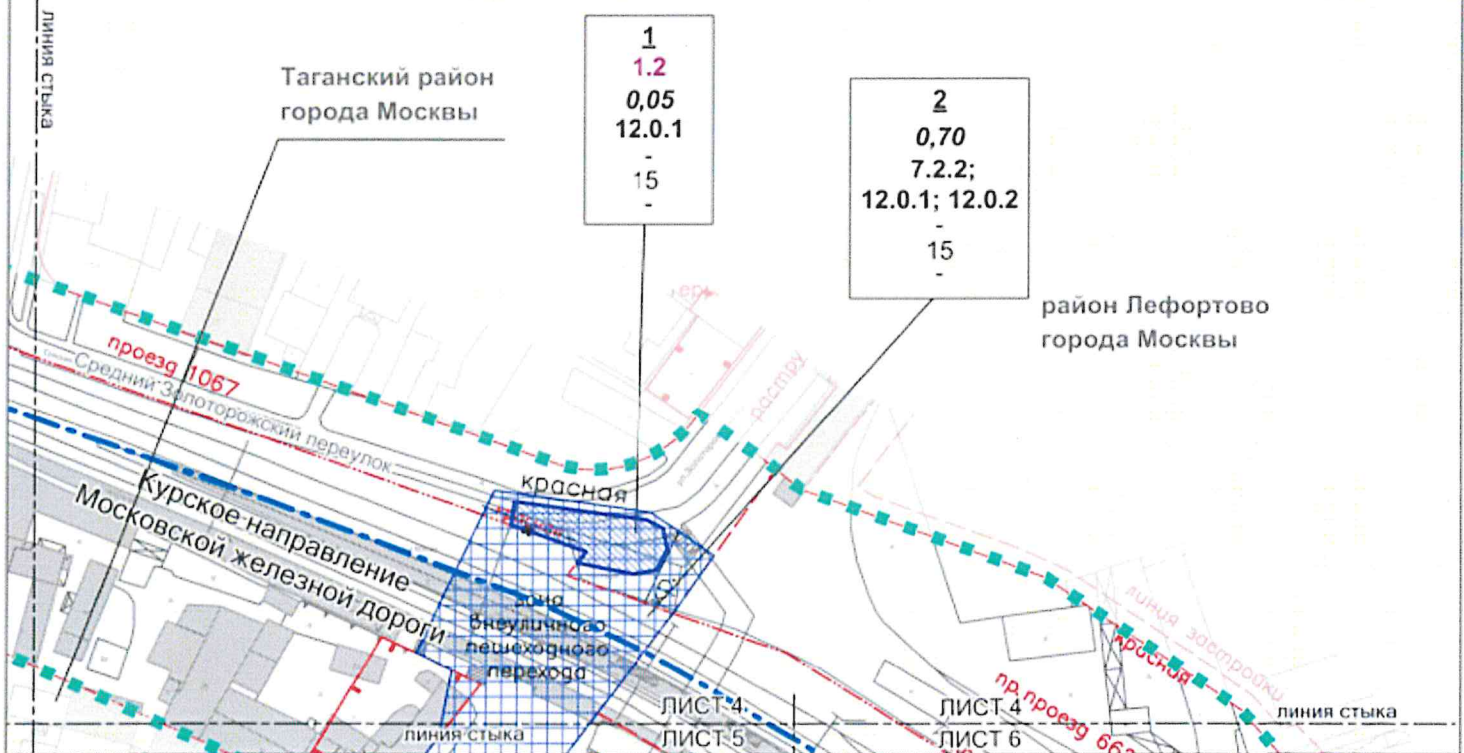 линия стыка
Таганский район
города Москвы
1
1.2
0,05
12.0.1
-
15
-
2
0,70
7.2.2;
12.0.1; 12.0.2
-
15
-
район Лефортово
города Москвы
проезд 1067
Средний Золоторожский переулок
растру
красная
Курское направление
Московской железной дороги
зона
внеуличного
пешеходного
перехода
линия застройки
красная
пр.проезд 663
ЛИСТ 4
ЛИСТ 4
линия стыка
линия стыка
ЛИСТ 5
ЛИСТ 6